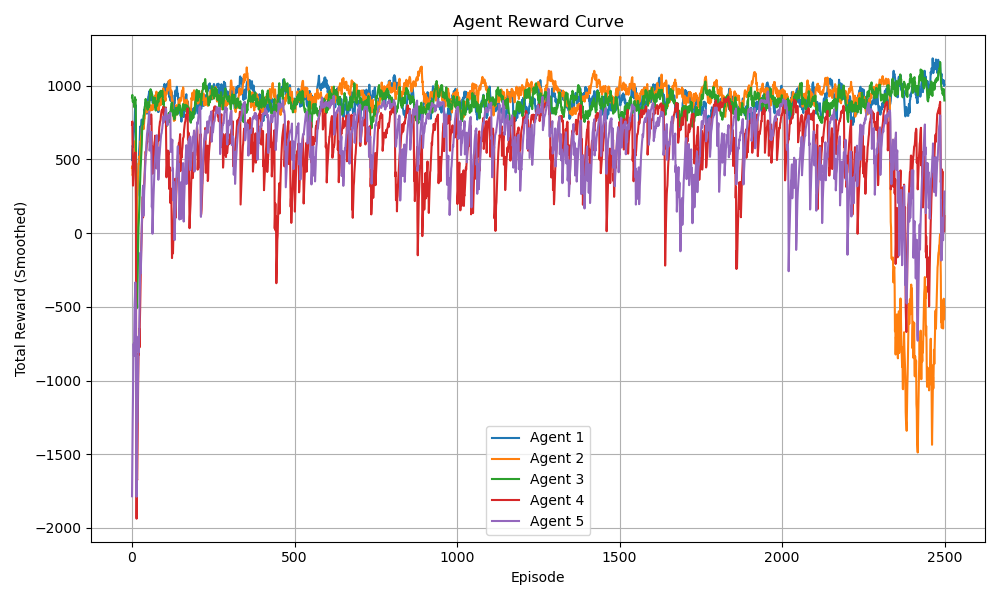 Agent Reward Curve
Total Reward (Smoothed)
1000
500
0
−500
−1000
−1500
−2000
Agent 1
Agent 2
Agent 3
Agent 4
Agent 5
0 500 1000 1500 2000 2500
Episode